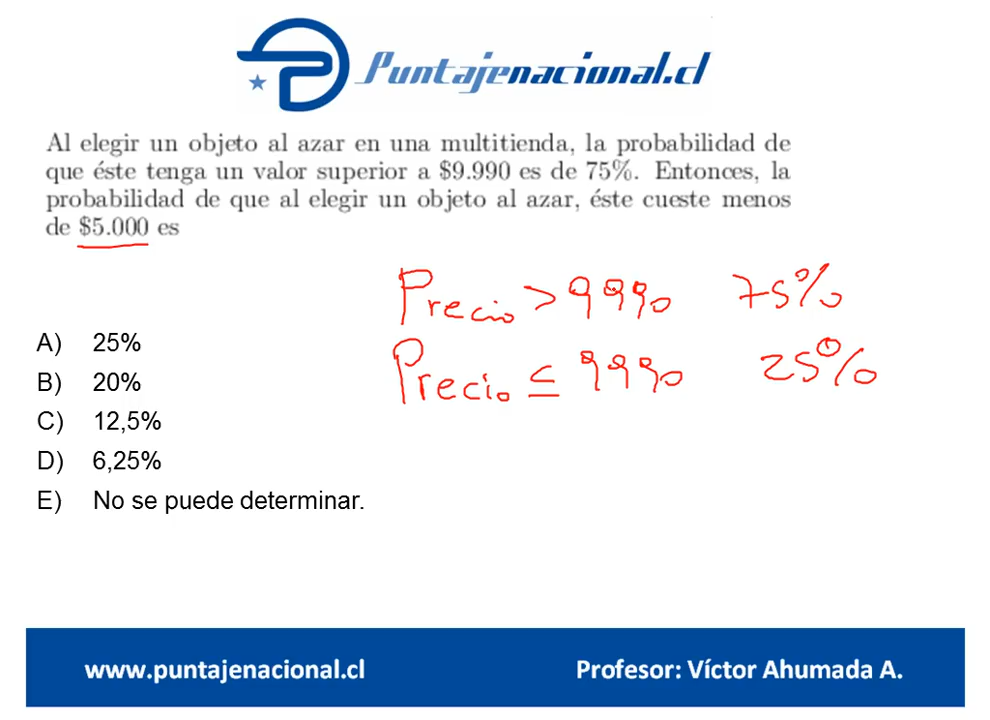 Puntajenacional.cl
Al elegir un objeto al azar en una multitienda, la probabilidad de
que éste tenga un valor superior a $9.990 es de 75%. Entonces, la
probabilidad de que al elegir un objeto al azar, éste cueste menos
de $5.000 es
Precio > 9990 75%
Precio ≤ 9990 25%
A) 25%
B) 20%
C) 12,5%
D) 6,25%
E) No se puede determinar.
www.puntajenacional.cl Profesor: Víctor Ahumada A.